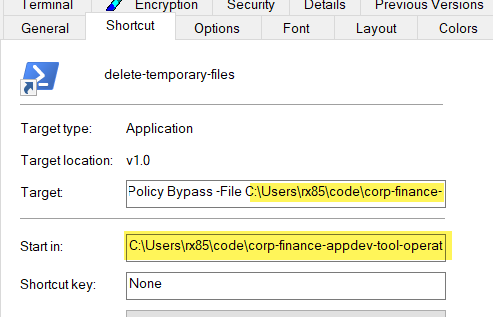 Terminal Encryption Security Details Previous Versions
General Shortcut Options Font Layout Colors
delete-temporary-files
Target type: Application
Target location: v1.0
Target: Policy Bypass -File C:\Users\rx85\code\corp-finance-
Start in: C:\Users\rx85\code\corp-finance-appdev-tool-operat
Shortcut key: None